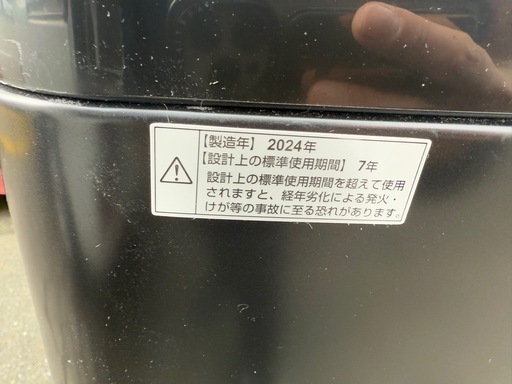 【製造年】 2024年
【設計上の標準使用期間】 7年
設計上の標準使用期間を超えて使用
されますと、経年劣化による発火・
けが等の事故に至る恐れがあります。